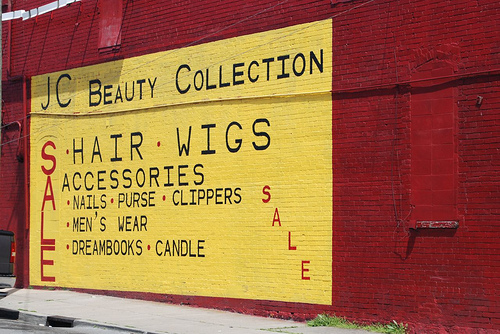 JC BEAUTY COLLECTION
SALE
·HAIR·WIGS
ACCESSORIES
·NAILS·PURSE·CLIPPERS
·MEN'S WEAR
·DREAMBOOKS·CANDLE
SALE